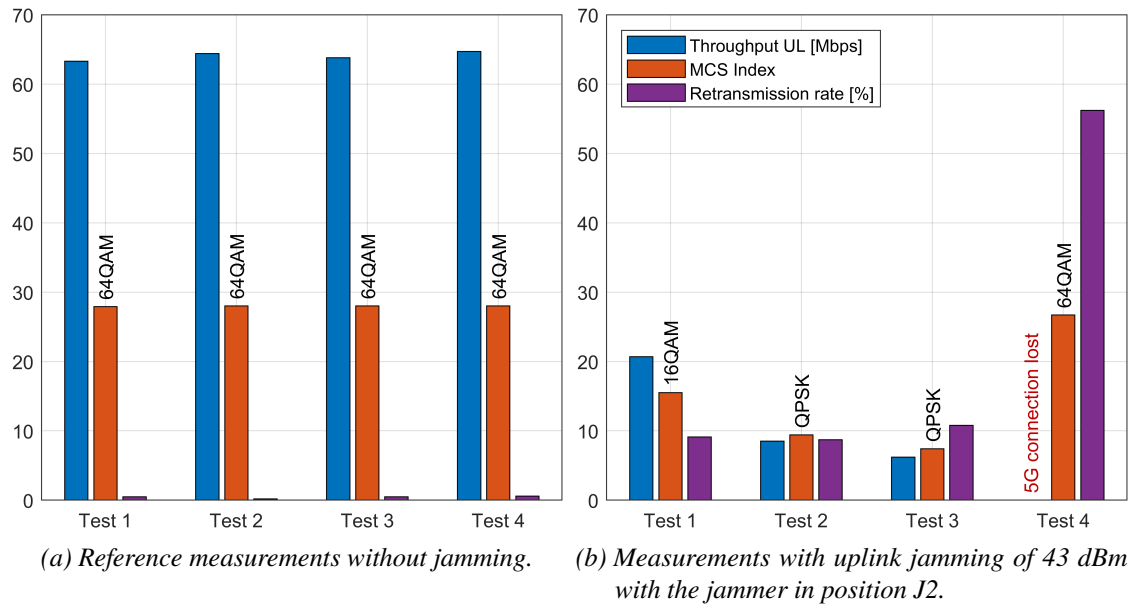 70
60
50
40
30
20
10
0
64QAM
64QAM
64QAM
64QAM
Test 1
Test 2
Test 3
Test 4
(a) Reference measurements without jamming.
70
60
50
40
30
20
10
0
Throughput UL [Mbps]
MCS Index
Retransmission rate [%]
16QAM
QPSK
QPSK
5G connection lost
64QAM
Test 1
Test 2
Test 3
Test 4
(b) Measurements with uplink jamming of 43 dBm
with the jammer in position J2.